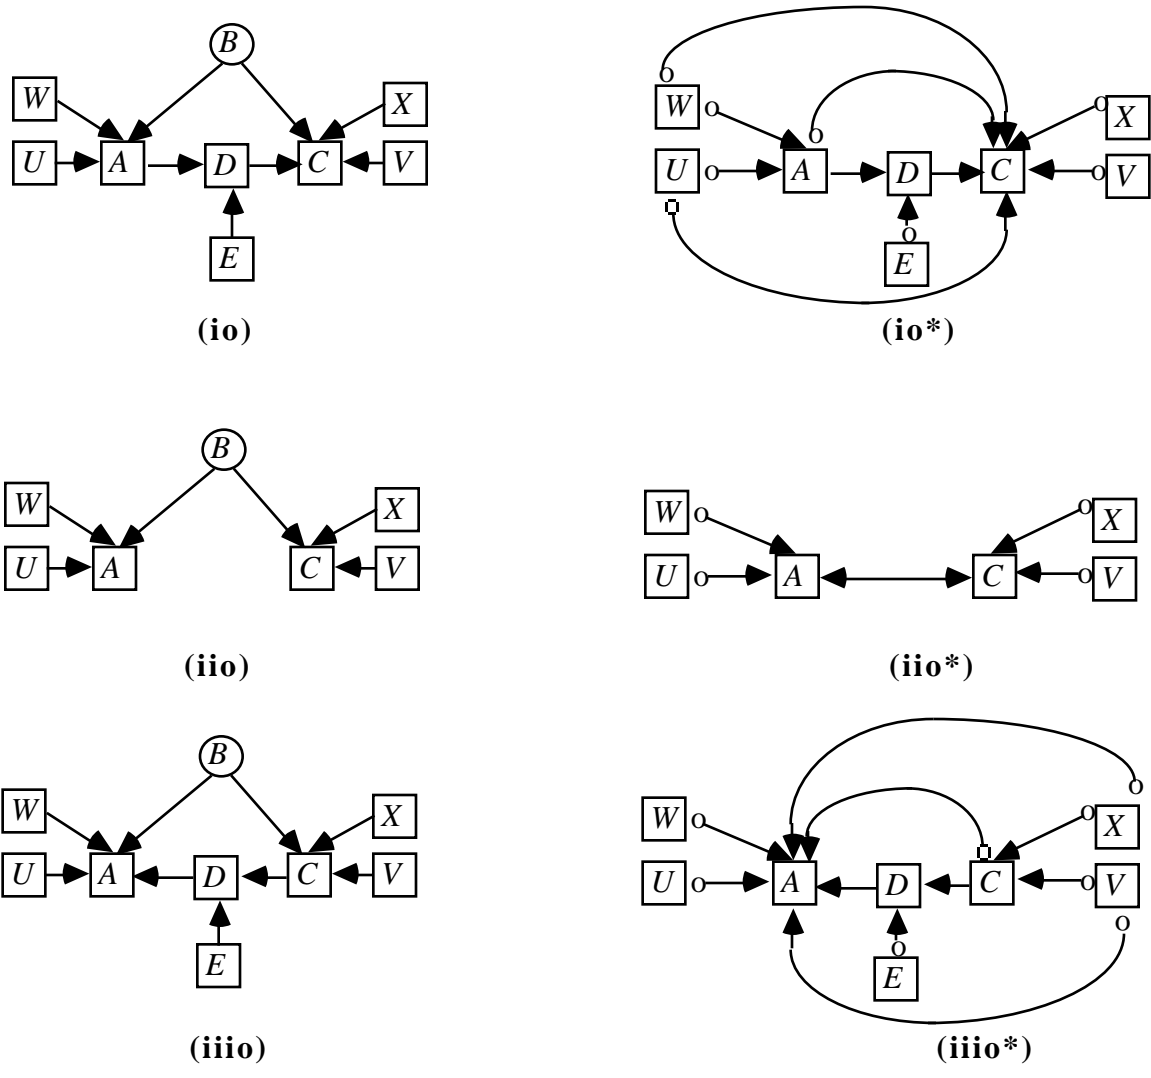 B
W X
U A D C V
E
(io)
o
W o o X
o
U o A D C o V
o o
E
(io*)
B
W X
U A C V
(iio)
W o o X
U o A C o V
(iio*)
B
W X
U A D C V
E
(iiio)
o
W o o X
o
U o A D C o V
o
o
E
(iiio*)